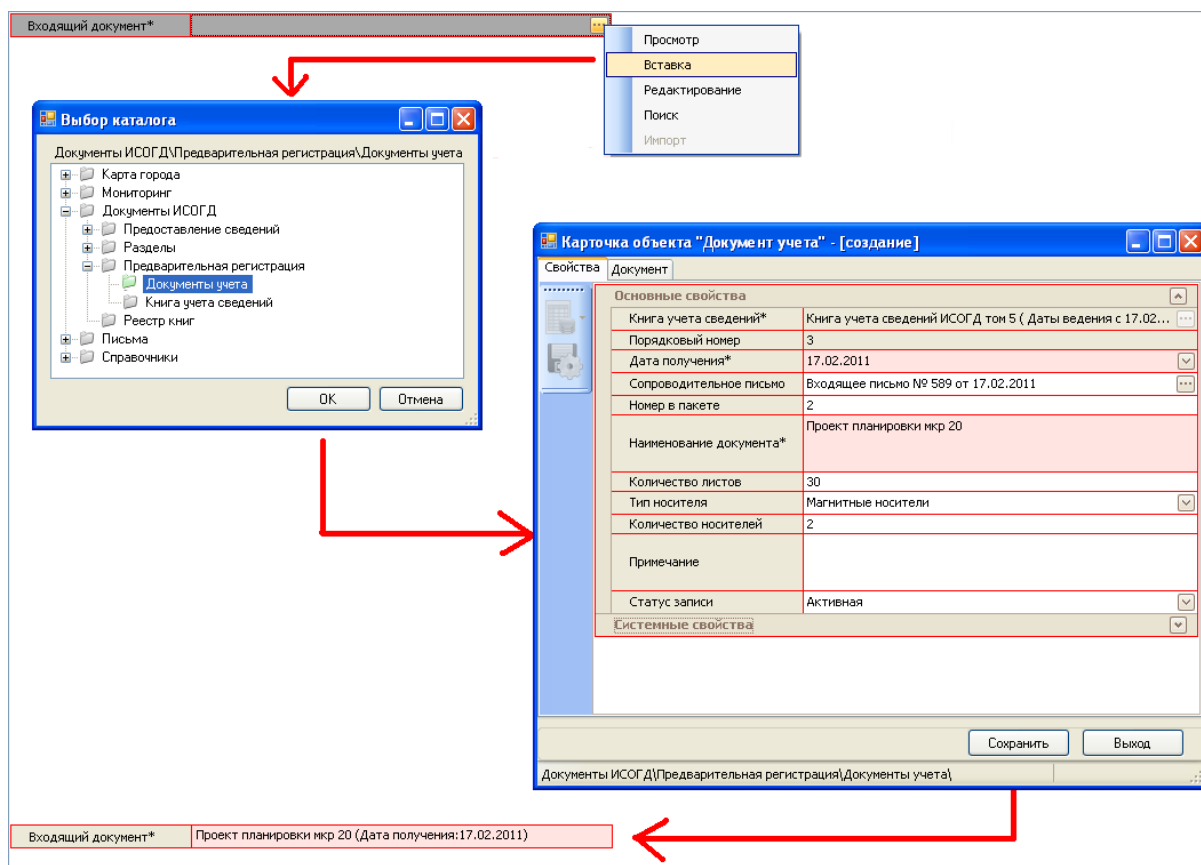 Входящий документ*
Просмотр
Вставка
Редактирование
Поиск
Импорт
Выбор каталога
Документы ИСОГД\Предварительная регистрация\Документы учета
Карта города
Мониторинг
Документы ИСОГД
Предоставление сведений
Разделы
Предварительная регистрация
Документы учета
Книга учета сведений
Реестр книг
Письма
Справочники
OK
Отмена
Карточка объекта "Документ учета" - [создание]
Свойства Документ
Основные свойства
Книга учета сведений* Книга учета сведений ИСОГД том 5 ( Даты ведения с 17.02...
Порядковый номер 3
Дата получения* 17.02.2011
Сопроводительное письмо Входящее письмо № 589 от 17.02.2011
Номер в пакете 2
Наименование документа* Проект планировки мкр 20
Количество листов 30
Тип носителя Магнитные носители
Количество носителей 2
Примечание
Статус записи Активная
Системные свойства
Сохранить Выход
Документы ИСОГД\Предварительная регистрация\Документы учета\
Входящий документ* Проект планировки мкр 20 (Дата получения:17.02.2011)